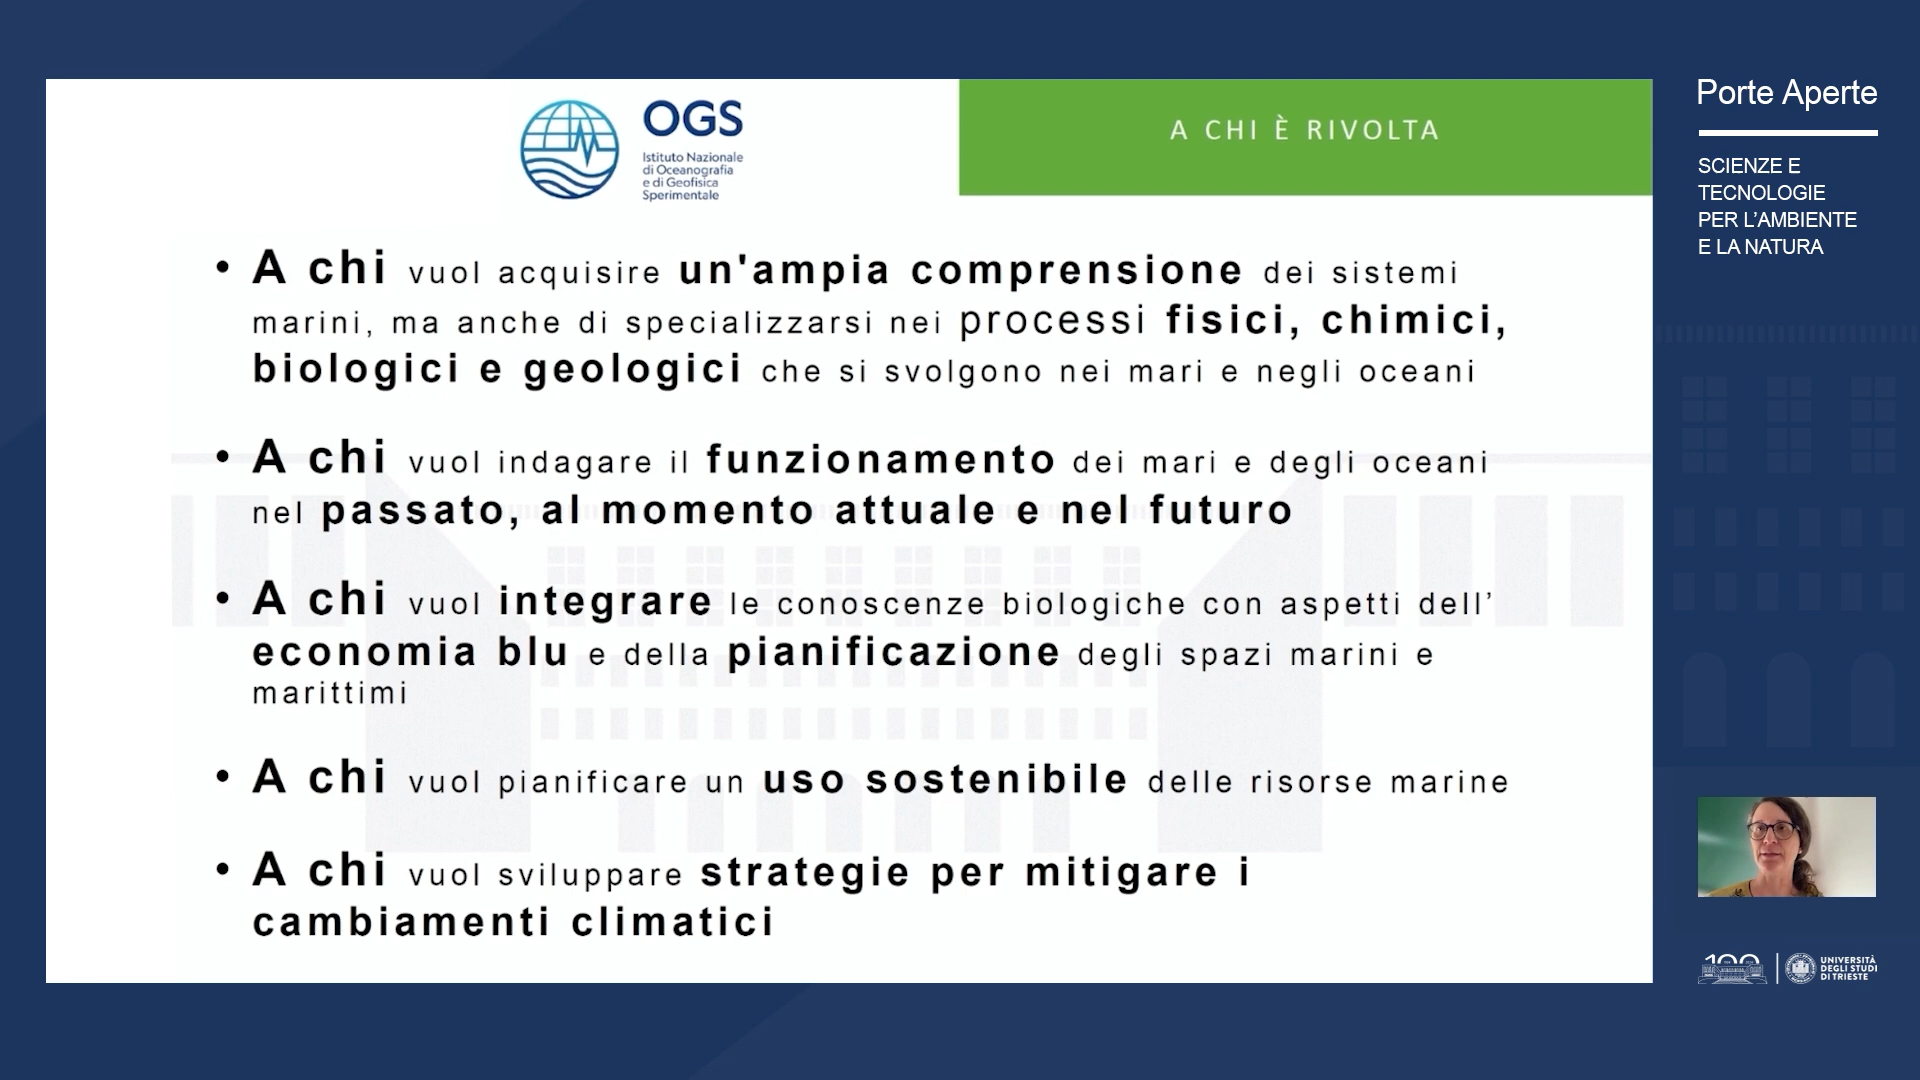 OGS
Istituto Nazionale
di Oceanografia
e di Geofisica
Sperimentale
A CHI È RIVOLTA
• A chi vuol acquisire un'ampia comprensione dei sistemi
marini, ma anche di specializzarsi nei processi fisici, chimici,
biologici e geologici che si svolgono nei mari e negli oceani
• A chi vuol indagare il funzionamento dei mari e degli oceani
nel passato, al momento attuale e nel futuro
• A chi vuol integrare le conoscenze biologiche con aspetti dell’
economia blu e della pianificazione degli spazi marini e
marittimi
• A chi vuol pianificare un uso sostenibile delle risorse marine
• A chi vuol sviluppare strategie per mitigare i
cambiamenti climatici
Porte Aperte
SCIENZE E
TECNOLOGIE
PER L’AMBIENTE
E LA NATURA
100
UNIVERSITÀ
DEGLI STUDI
DI TRIESTE